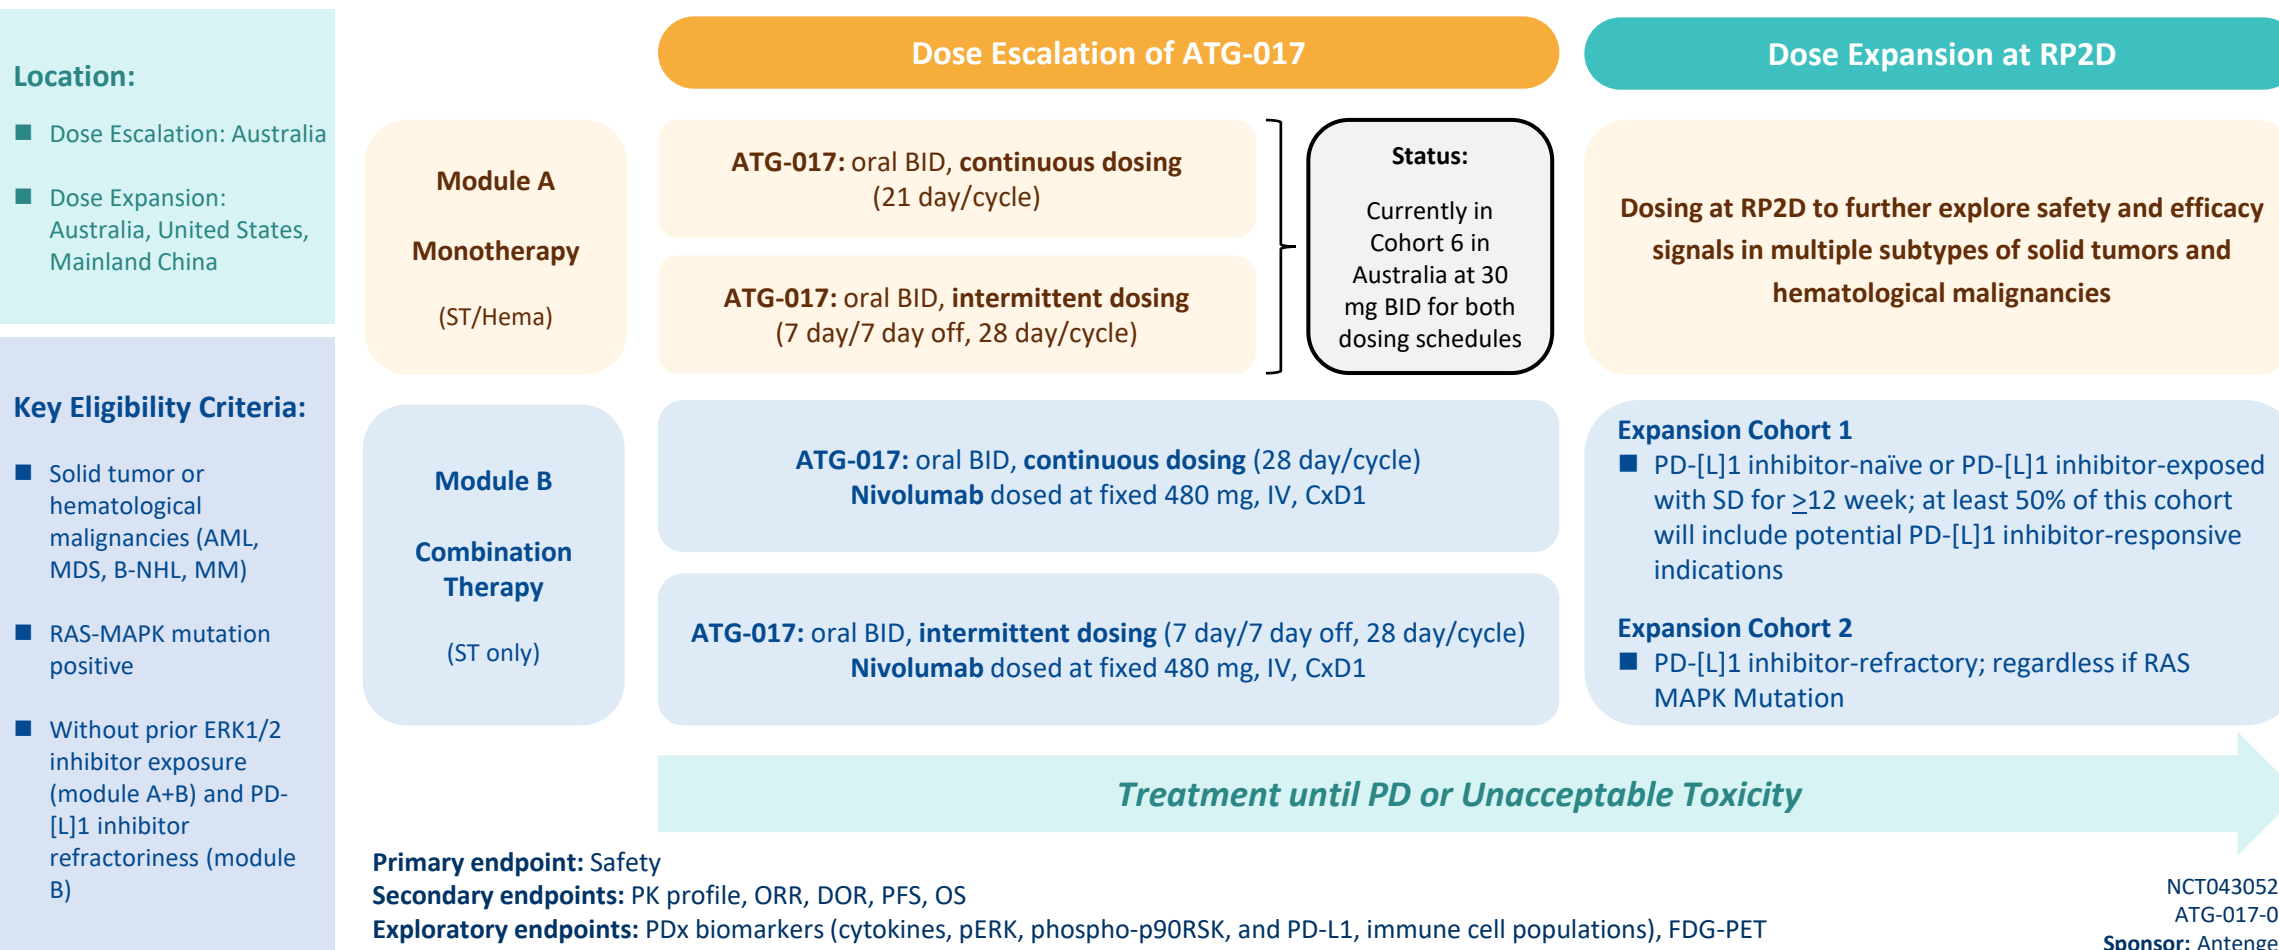 Location:
■ Dose Escalation: Australia
■ Dose Expansion:
Australia, United States,
Mainland China
Key Eligibility Criteria:
■ Solid tumor or
hematological
malignancies (AML,
MDS, B-NHL, MM)
■ RAS-MAPK mutation
positive
■ Without prior ERK1/2
inhibitor exposure
(module A+B) and PD-
[L]1 inhibitor
refractoriness (module
B)
Dose Escalation of ATG-017
Dose Expansion at RP2D
Module A
Monotherapy
(ST/Hema)
ATG-017: oral BID, continuous dosing
(21 day/cycle)
ATG-017: oral BID, intermittent dosing
(7 day/7 day off, 28 day/cycle)
Status:
Currently in
Cohort 6 in
Australia at 30
mg BID for both
dosing schedules
Dosing at RP2D to further explore safety and efficacy
signals in multiple subtypes of solid tumors and
hematological malignancies
Module B
Combination
Therapy
(ST only)
ATG-017: oral BID, continuous dosing (28 day/cycle)
Nivolumab dosed at fixed 480 mg, IV, CxD1
ATG-017: oral BID, intermittent dosing (7 day/7 day off, 28 day/cycle)
Nivolumab dosed at fixed 480 mg, IV, CxD1
Expansion Cohort 1
■ PD-[L]1 inhibitor-naïve or PD-[L]1 inhibitor-exposed
with SD for ≥12 week; at least 50% of this cohort
will include potential PD-[L]1 inhibitor-responsive
indications
Expansion Cohort 2
■ PD-[L]1 inhibitor-refractory; regardless if RAS
MAPK Mutation
Treatment until PD or Unacceptable Toxicity
Primary endpoint: Safety
Secondary endpoints: PK profile, ORR, DOR, PFS, OS
Exploratory endpoints: PDx biomarkers (cytokines, pERK, phospho-p90RSK, and PD-L1, immune cell populations), FDG-PET
NCT043052
ATG-017-0
Sponsor: Antenge